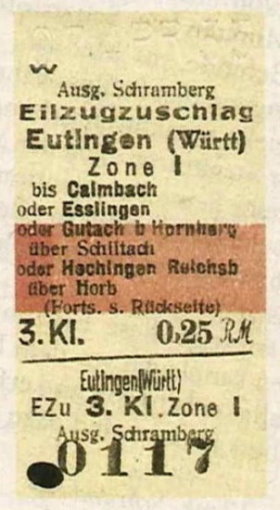 Ausg. Schramberg
Eilzugzuschlag
Eutingen (Württ)
Zone I
bis Calmbach
oder Esslingen
oder Gutach b Hornberg
über Schiltach
oder Hechingen Reichsb
über Horb
(Forts. s. Rückseite)
3. Kl. 0,25 RM
Eutingen (Württ)
EZu 3. Kl. Zone I
Ausg. Schramberg
0117